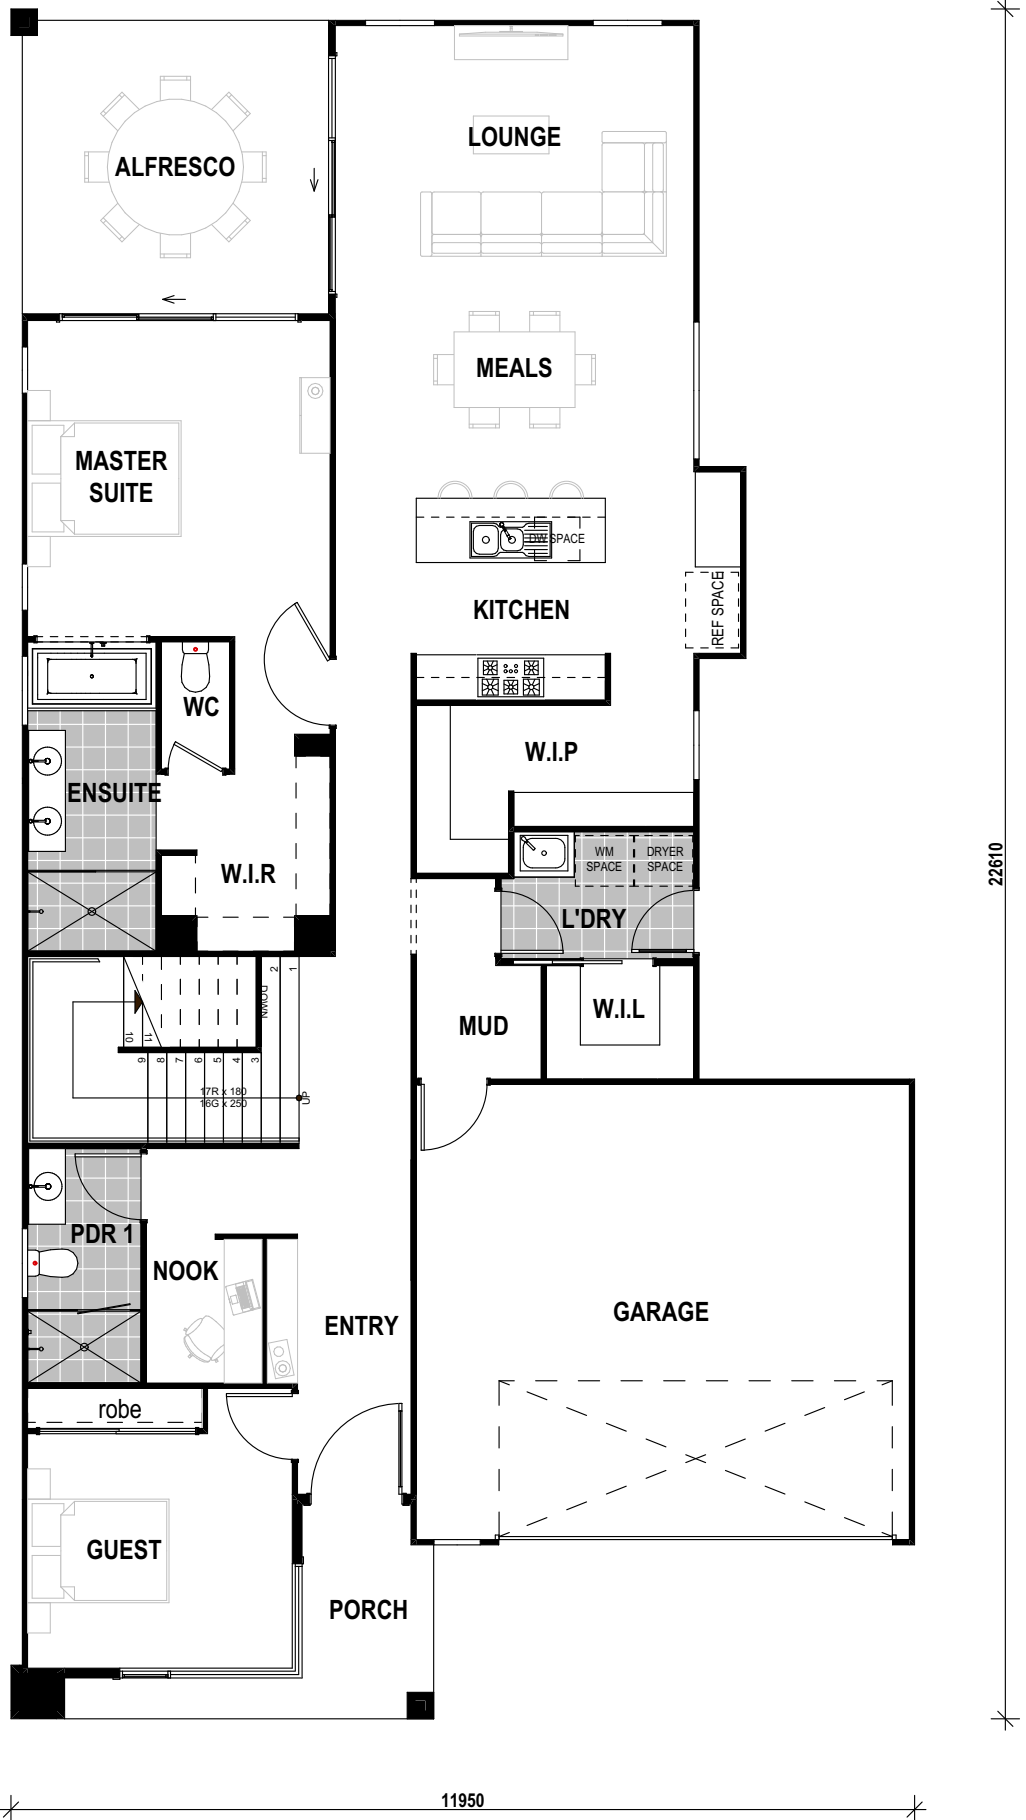 LOUNGE
ALFRESCO
MEALS
MASTER
SUITE
DW SPACE
KITCHEN
REF SPACE
WC
W.I.P
ENSUITE
W.I.R
WM
SPACE
DRYER
SPACE
22610
L'DRY
W.I.L
MUD
1
2
DOWN
3
4
5
6
7
8
9
10
11
17R x 180
16G x 250
UP
PDR 1
NOOK
ENTRY
GARAGE
robe
GUEST
PORCH
11950